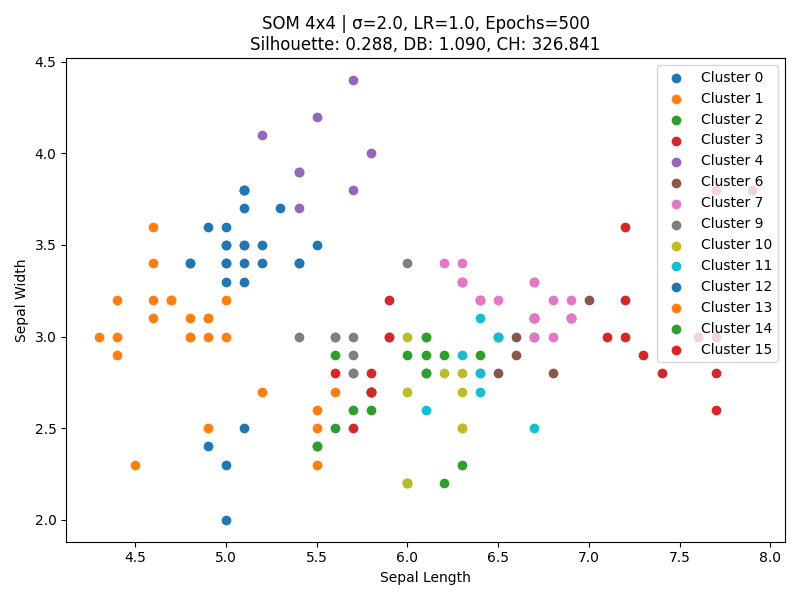 SOM 4x4 | σ=2.0, LR=1.0, Epochs=500
Silhouette: 0.288, DB: 1.090, CH: 326.841
4.5
4.0
3.5
3.0
2.5
2.0
Sepal Width
Cluster 0
Cluster 1
Cluster 2
Cluster 3
Cluster 4
Cluster 6
Cluster 7
Cluster 9
Cluster 10
Cluster 11
Cluster 12
Cluster 13
Cluster 14
Cluster 15
4.5 5.0 5.5 6.0 6.5 7.0 7.5 8.0
Sepal Length